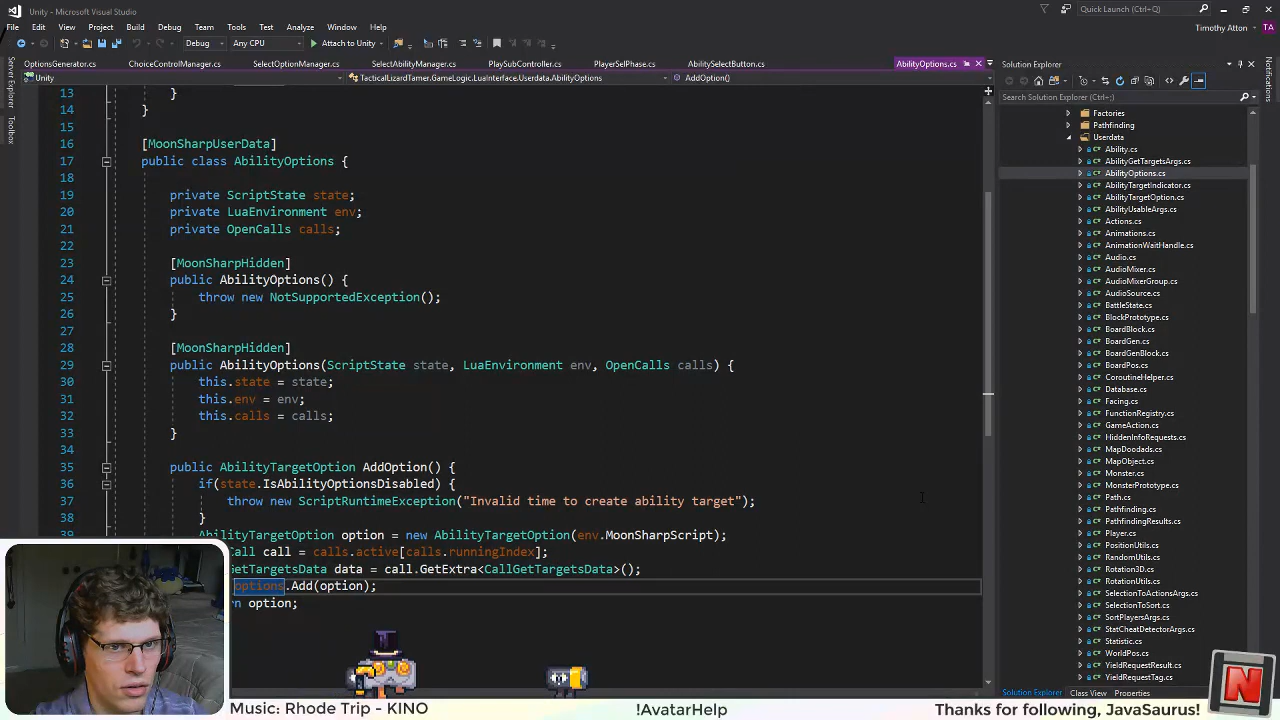 Unity - Microsoft Visual Studio
Quick Launch (Ctrl+;)
File Edit View Project Build Debug Team Tools Test Analyze Window Help
Timothy Atton TA
Debug Any CPU Attach to Unity
OptionsGenerator.cs ChoiceControlManager.cs SelectOptionManager.cs SelectAbilityManager.cs PlaySubController.cs PlayerSelPhase.cs AbilitySelectButton.cs AbilityOptions.cs
Unity TacticalLizardTamer.GameLogic.LuaInterface.Userdata.AbilityOptions AddOption()
Server Explorer
Toolbox
13 }
14 }
15
16 [MoonSharpUserData]
17 public class AbilityOptions {
18
19 private ScriptState state;
20 private LuaEnvironment env;
21 private OpenCalls calls;
22
23 [MoonSharpHidden]
24 public AbilityOptions() {
25 throw new NotSupportedException();
26 }
27
28 [MoonSharpHidden]
29 public AbilityOptions(ScriptState state, LuaEnvironment env, OpenCalls calls) {
30 this.state = state;
31 this.env = env;
32 this.calls = calls;
33 }
34
35 public AbilityTargetOption AddOption() {
36 if(state.IsAbilityOptionsDisabled) {
37 throw new ScriptRuntimeException("Invalid time to create ability target");
38 }
39 AbilityTargetOption option = new AbilityTargetOption(env.MoonSharpScript);
Call call = calls.active[calls.runningIndex];
GetTargetsData data = call.GetExtra<CallGetTargetsData>();
options.Add(option);
n option;
Solution Explorer
Search Solution Explorer (Ctrl+;)
Factories
Pathfinding
Userdata
Ability.cs
AbilityGetTargetsArgs.cs
AbilityOptions.cs
AbilityTargetIndicator.cs
AbilityTargetOption.cs
AbilityUsableArgs.cs
Actions.cs
Animations.cs
AnimationWaitHandle.cs
Audio.cs
AudioMixer.cs
AudioMixerGroup.cs
AudioSource.cs
BattleState.cs
BlockPrototype.cs
BoardBlock.cs
BoardGen.cs
BoardGenBlock.cs
BoardPos.cs
CoroutineHelper.cs
Database.cs
Facing.cs
FunctionRegistry.cs
GameAction.cs
HiddenInfoRequests.cs
MapDoodads.cs
MapObject.cs
Monster.cs
MonsterPrototype.cs
Path.cs
Pathfinding.cs
PathfindingResults.cs
Player.cs
PositionUtils.cs
RandomUtils.cs
Rotation3D.cs
RotationUtils.cs
SelectionToActionArgs.cs
SelectionToSort.cs
SortPlayersArgs.cs
StatCheatDetectorArgs.cs
Statistic.cs
WorldPos.cs
YieldRequestResult.cs
YieldRequestTag.cs
Solution Explorer Class View Properties
Notifications
N
Music: Rhode Trip - KINO !AvatarHelp Thanks for following, JavaSaurus!